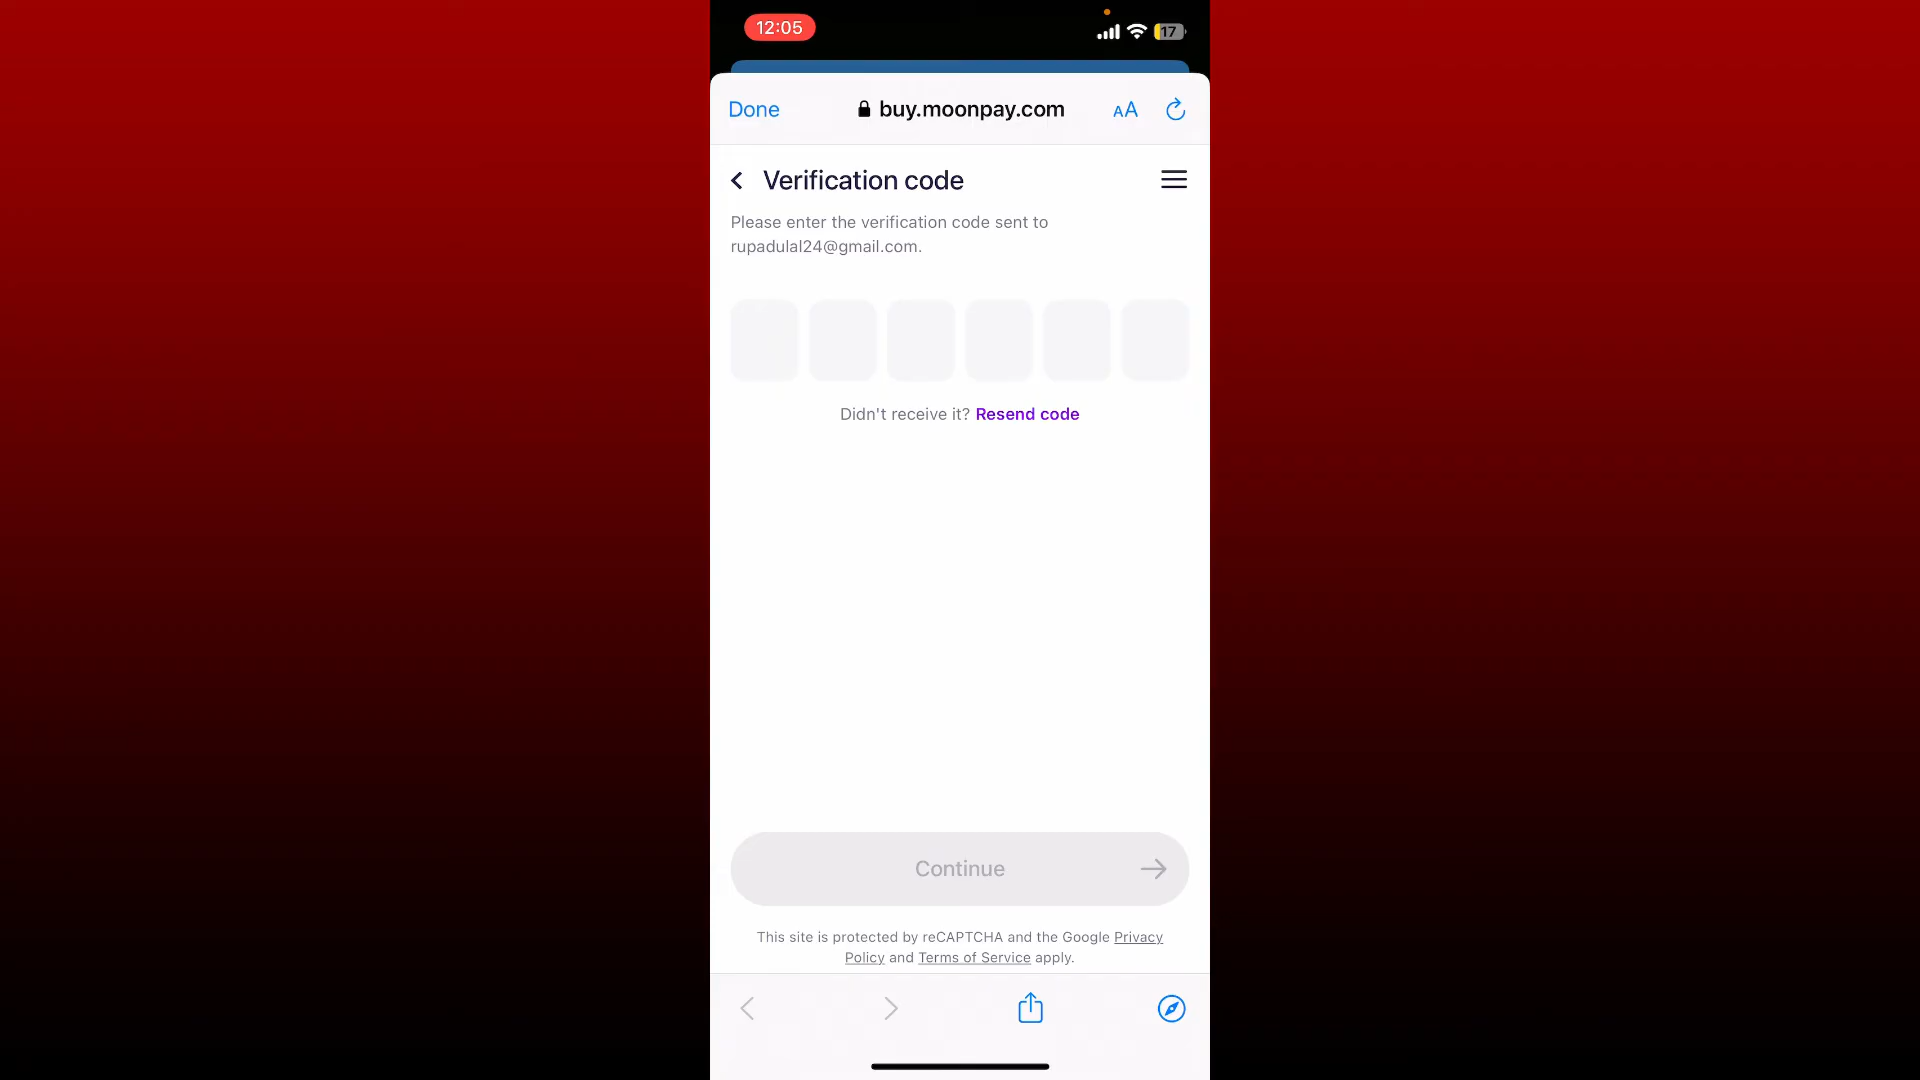 12:05
17
Done
buy.moonpay.com
AA
Verification code
Please enter the verification code sent to
rupadulal24@gmail.com.
Didn't receive it? Resend code
Continue
This site is protected by reCAPTCHA and the Google Privacy
Policy and Terms of Service apply.